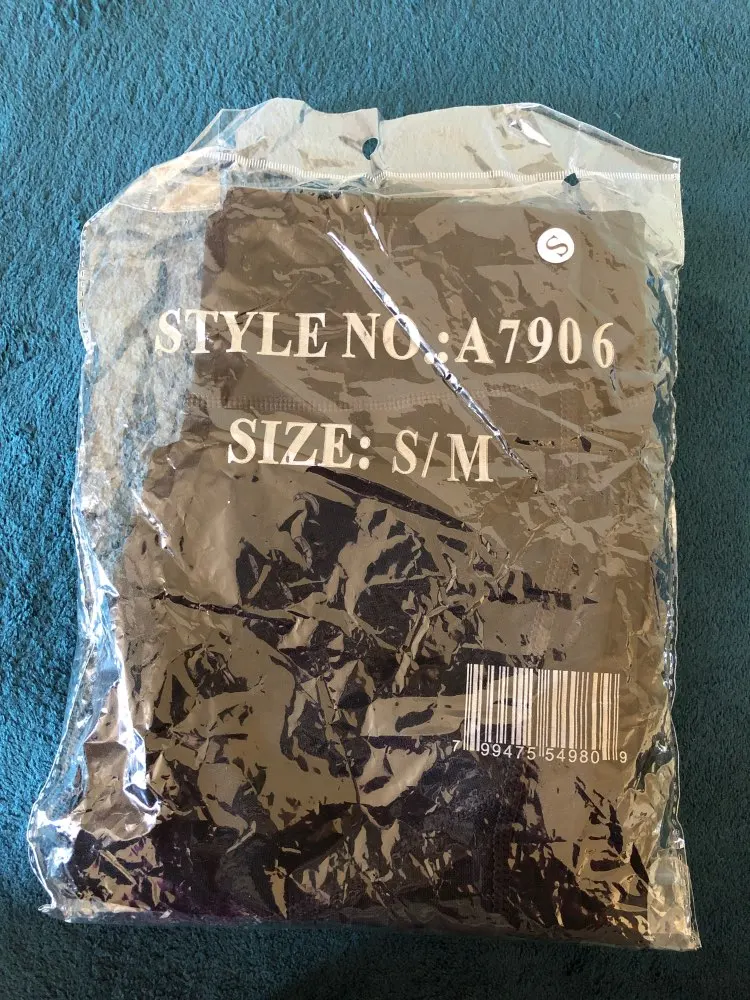 S
STYLE NO.:A7906
SIZE: S/M
7 99475 54980 9